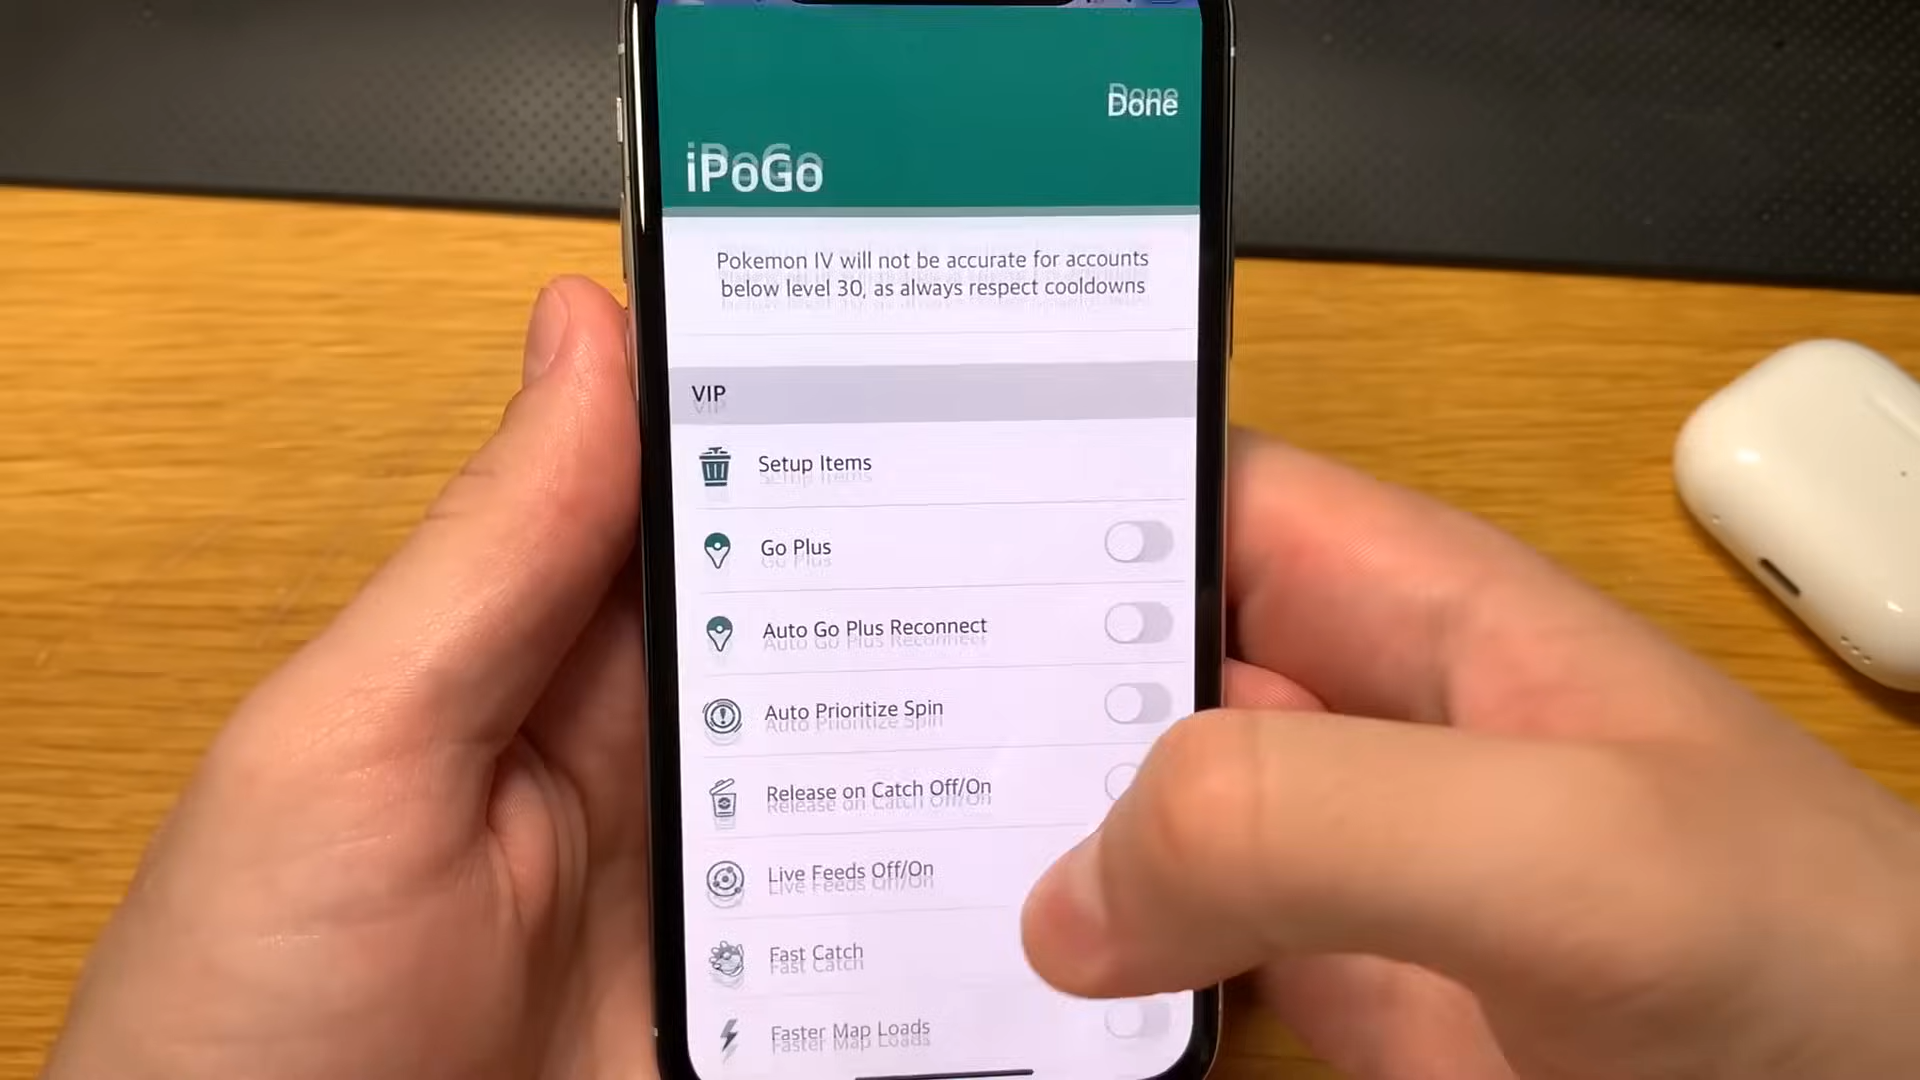 Done
iPoGo
Pokemon IV will not be accurate for accounts
below level 30, as always respect cooldowns
VIP
Setup Items
Go Plus
Auto Go Plus Reconnect
Auto Prioritize Spin
Release on Catch Off/On
Live Feeds Off/On
Fast Catch
Faster Map Loads